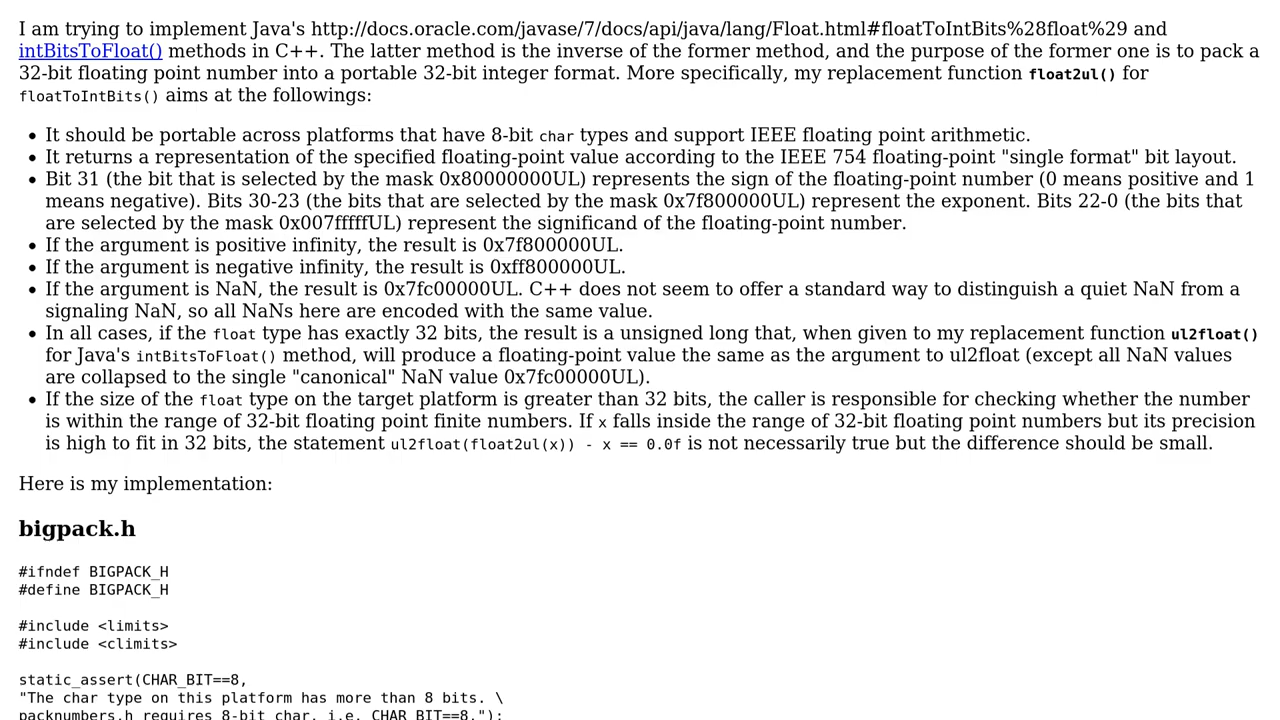 I am trying to implement Java's http://docs.oracle.com/javase/7/docs/api/java/lang/Float.html#floatToIntBits%28float%29 and
intBitsToFloat() methods in C++. The latter method is the inverse of the former method, and the purpose of the former one is to pack a
32-bit floating point number into a portable 32-bit integer format. More specifically, my replacement function float2ul() for
floatToIntBits() aims at the followings:
• It should be portable across platforms that have 8-bit char types and support IEEE floating point arithmetic.
• It returns a representation of the specified floating-point value according to the IEEE 754 floating-point "single format" bit layout.
• Bit 31 (the bit that is selected by the mask 0x80000000UL) represents the sign of the floating-point number (0 means positive and 1
means negative). Bits 30-23 (the bits that are selected by the mask 0x7f800000UL) represent the exponent. Bits 22-0 (the bits that
are selected by the mask 0x007fffffUL) represent the significand of the floating-point number.
• If the argument is positive infinity, the result is 0x7f800000UL.
• If the argument is negative infinity, the result is 0xff800000UL.
• If the argument is NaN, the result is 0x7fc00000UL. C++ does not seem to offer a standard way to distinguish a quiet NaN from a
signaling NaN, so all NaNs here are encoded with the same value.
• In all cases, if the float type has exactly 32 bits, the result is a unsigned long that, when given to my replacement function ul2float()
for Java's intBitsToFloat() method, will produce a floating-point value the same as the argument to ul2float (except all NaN values
are collapsed to the single "canonical" NaN value 0x7fc00000UL).
• If the size of the float type on the target platform is greater than 32 bits, the caller is responsible for checking whether the number
is within the range of 32-bit floating point finite numbers. If x falls inside the range of 32-bit floating point numbers but its precision
is high to fit in 32 bits, the statement ul2float(float2ul(x)) - x == 0.0f is not necessarily true but the difference should be small.
Here is my implementation:
bigpack.h
#ifndef BIGPACK_H
#define BIGPACK_H
#include <limits>
#include <climits>
static_assert(CHAR_BIT==8,
"The char type on this platform has more than 8 bits. \
packnumbers.h requires 8-bit char, i.e. CHAR_BIT==8.");